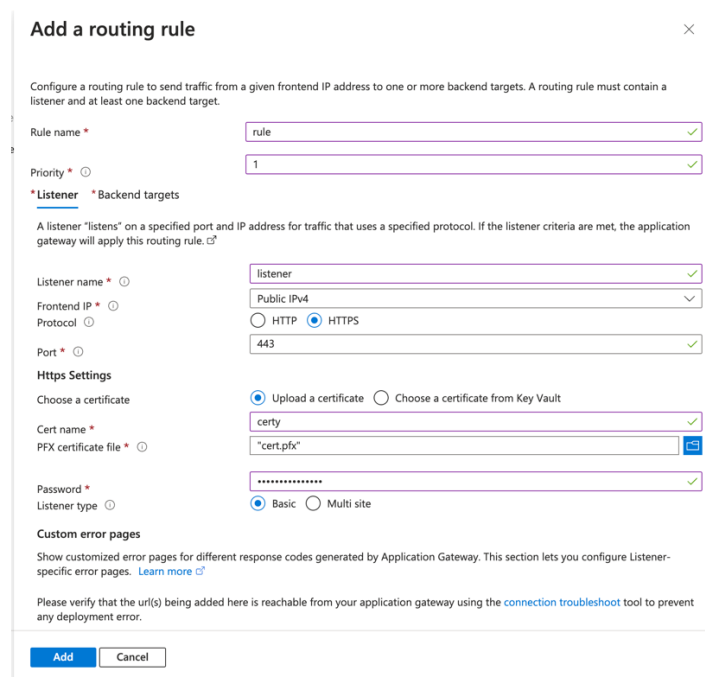 Add a routing rule
Configure a routing rule to send traffic from a given frontend IP address to one or more backend targets. A routing rule must contain a
listener and at least one backend target.
Rule name *
rule
Priority *
1
* Listener * Backend targets
A listener "listens" on a specified port and IP address for traffic that uses a specified protocol. If the listener criteria are met, the application
gateway will apply this routing rule.
Listener name *
listener
Frontend IP *
Public IPv4
Protocol
HTTP HTTPS
Port *
443
Https Settings
Choose a certificate
Upload a certificate Choose a certificate from Key Vault
Cert name *
certy
PFX certificate file *
"cert.pfx"
Password *
•••••••••••••••
Listener type
Basic Multi site
Custom error pages
Show customized error pages for different response codes generated by Application Gateway. This section lets you configure Listener-
specific error pages. Learn more
Please verify that the url(s) being added here is reachable from your application gateway using the connection troubleshoot tool to prevent
any deployment error.
Add Cancel